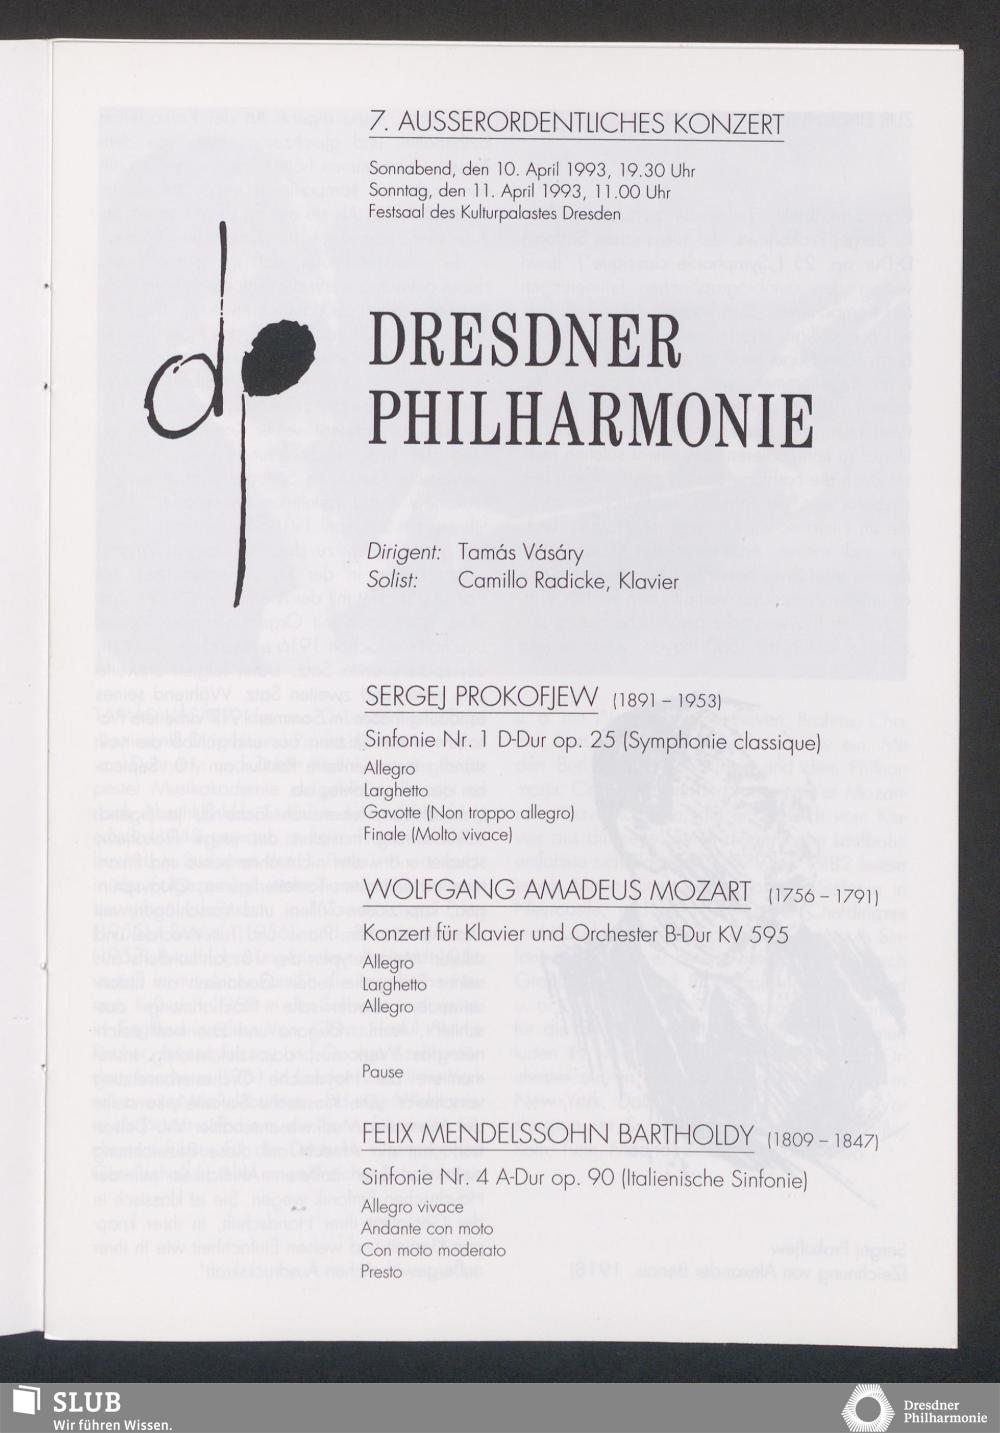 7. AUSSERORDENTLICHES KONZERT
Sonnabend, den 10. April 1993, 19.30 Uhr
Sonntag, den 11. April 1993, 11.00 Uhr
Festsaal des Kulturpalastes Dresden
dp
DRESDNER
PHILHARMONIE
Dirigent: Tamás Vásáry
Solist: Camillo Radicke, Klavier
SERGEJ PROKOFJEW (1891 – 1953)
Sinfonie Nr. 1 D-Dur op. 25 (Symphonie classique)
Allegro
Larghetto
Gavotte (Non troppo allegro)
Finale (Molto vivace)
WOLFGANG AMADEUS MOZART (1756 – 1791)
Konzert für Klavier und Orchester B-Dur KV 595
Allegro
Larghetto
Allegro
Pause
FELIX MENDELSSOHN BARTHOLDY (1809 – 1847)
Sinfonie Nr. 4 A-Dur op. 90 (Italienische Sinfonie)
Allegro vivace
Andante con moto
Con moto moderato
Presto
SLUB
Wir führen Wissen.
Dresdner
Philharmonie